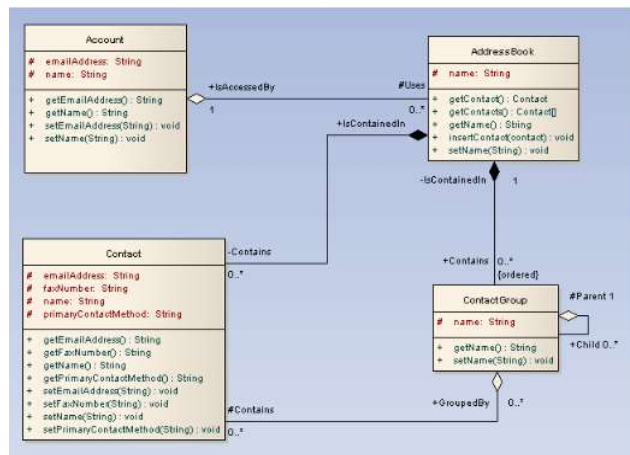 Account
# emailAddress: String
# name: String
+ getEmailAddress() : String
+ getName() : String
+ setEmailAddress(String) : void
+ setName(String) : void
AddressBook
# name: String
+ getContact() : Contact
+ getContacts() : Contact[]
+ getName() : String
+ insertContact(contact) : void
+ setName(String) : void
+IsAccessedBy
1
#Uses
0..*
+IsContainedIn
-IsContainedIn
1
-Contains
0..*
Contact
# emailAddress: String
# faxNumber: String
# name: String
# primaryContactMethod: String
+ getEmailAddress() : String
+ getFaxNumber() : String
+ getName() : String
+ getPrimaryContactMethod() : String
+ setEmailAddress(String) : void
+ setFaxNumber(String) : void
+ setName(String) : void
+ setPrimaryContactMethod(String) : void
+Contains
0..*
{ordered}
ContactGroup
# name: String
+ getName() : String
+ setName(String) : void
#Parent 1
+Child 0..*
#Contains
0..*
+GroupedBy
0..*